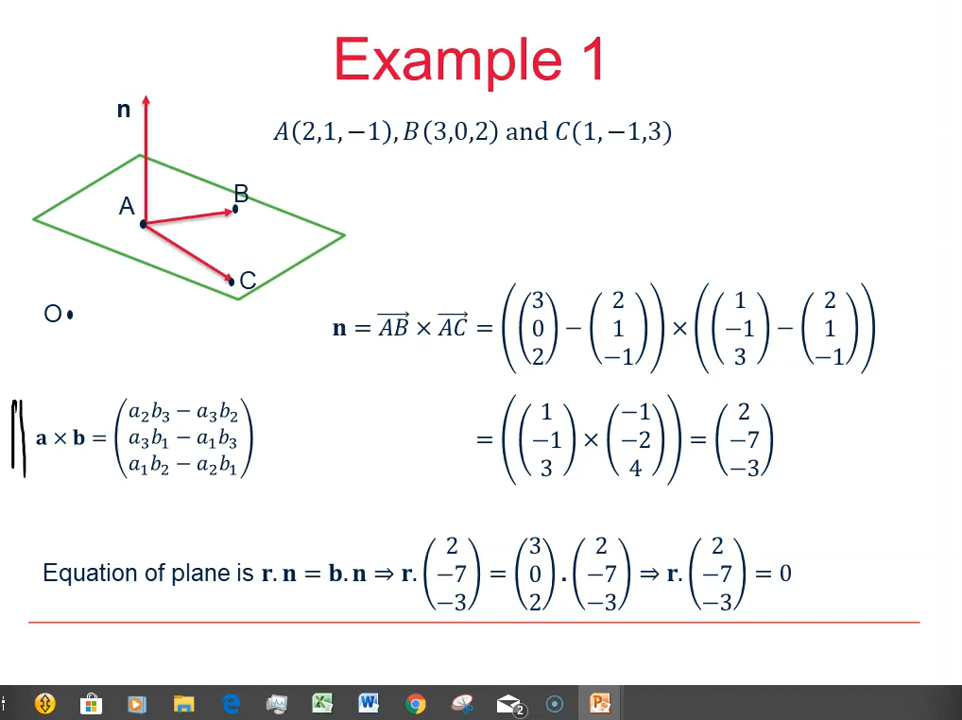 Example 1
n
A(2,1,−1), B(3,0,2) and C(1,−1,3)
B
A
C
O
n = AB⃗ × AC⃗ = ((3 0 2) − (2 1 −1)) × ((1 −1 3) − (2 1 −1))
a × b = (a₂b₃ − a₃b₂
a₃b₁ − a₁b₃
a₁b₂ − a₂b₁)
= ((1 −1 3) × (−1 −2 4)) = (2 −7 −3)
Equation of plane is r. n = b. n ⇒ r. (2 −7 −3) = (3 0 2) . (2 −7 −3) ⇒ r. (2 −7 −3) = 0
2